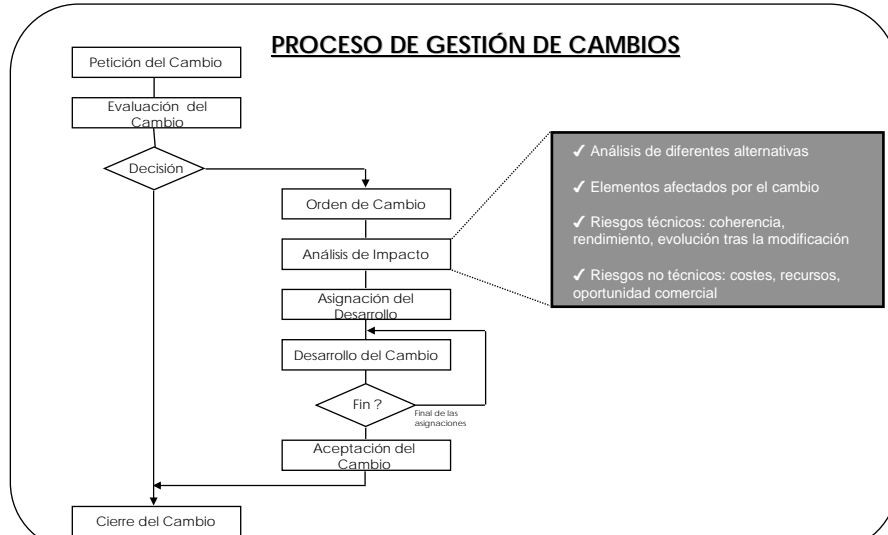 PROCESO DE GESTIÓN DE CAMBIOS
Petición del Cambio
Evaluación del
Cambio
Decisión
Orden de Cambio
Análisis de Impacto
Asignación del
Desarrollo
Desarrollo del Cambio
Fin ?
Final de las
asignaciones
Aceptación del
Cambio
Cierre del Cambio
✓ Análisis de diferentes alternativas
✓ Elementos afectados por el cambio
✓ Riesgos técnicos: coherencia,
rendimiento, evolución tras la modificación
✓ Riesgos no técnicos: costes, recursos,
oportunidad comercial